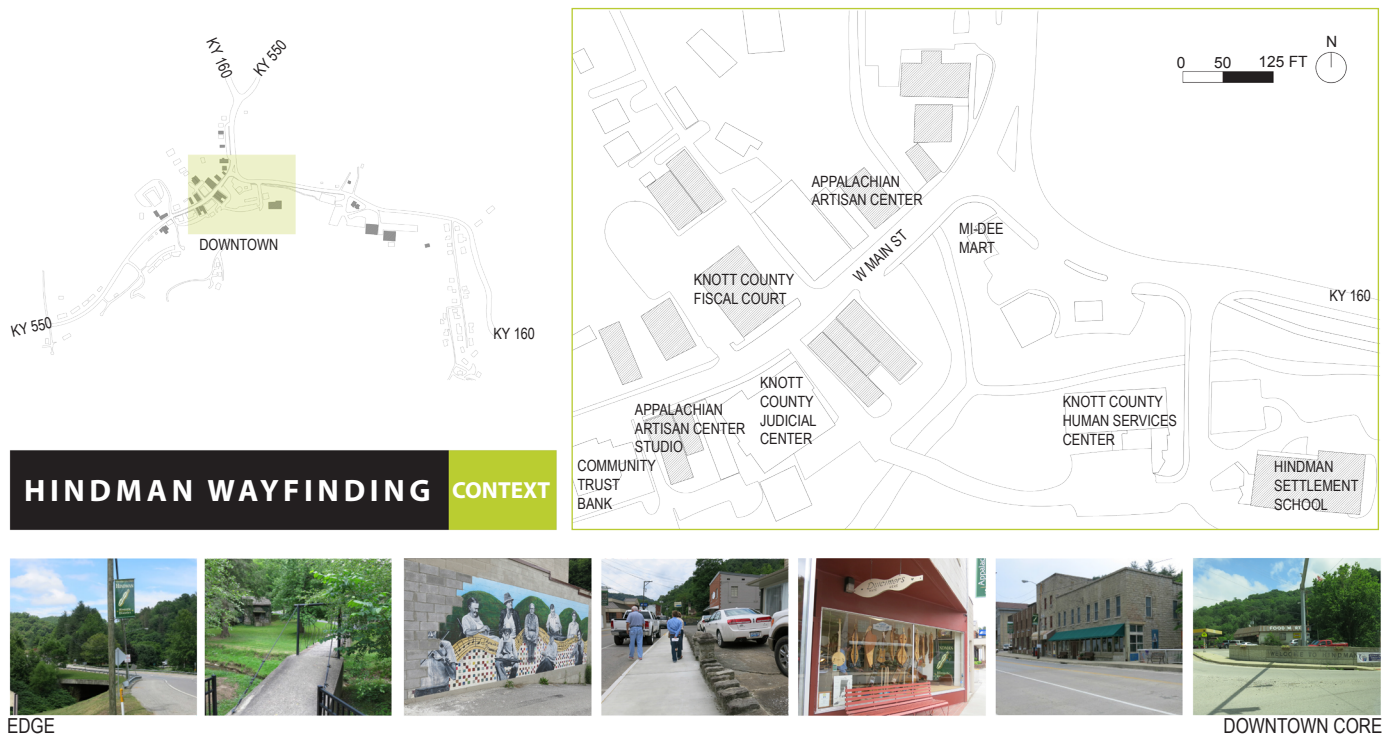 KY 160
KY 550
DOWNTOWN
KY 550
KY 160
HINDMAN WAYFINDING CONTEXT
0 50 125 FT
N
APPALACHIAN
ARTISAN CENTER
W MAIN ST
MI-DEE
MART
KNOTT COUNTY
FISCAL COURT
KY 160
KNOTT
COUNTY
JUDICIAL
CENTER
APPALACHIAN
ARTISAN CENTER
STUDIO
COMMUNITY
TRUST
BANK
KNOTT COUNTY
HUMAN SERVICES
CENTER
HINDMAN
SETTLEMENT
SCHOOL
Dulcimers
FOOD
EDGE
DOWNTOWN CORE